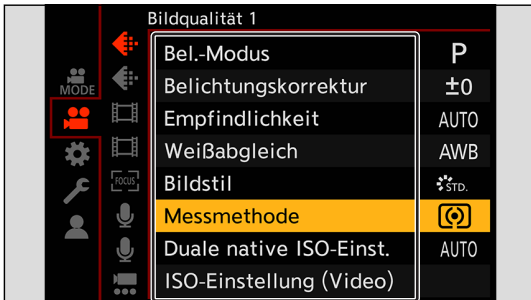 Bildqualität 1
Bel.-Modus P
Belichtungskorrektur ±0
Empfindlichkeit AUTO
Weißabgleich AWB
Bildstil STD.
Messmethode
Duale native ISO-Einst. AUTO
ISO-Einstellung (Video)
MODE
FOCUS